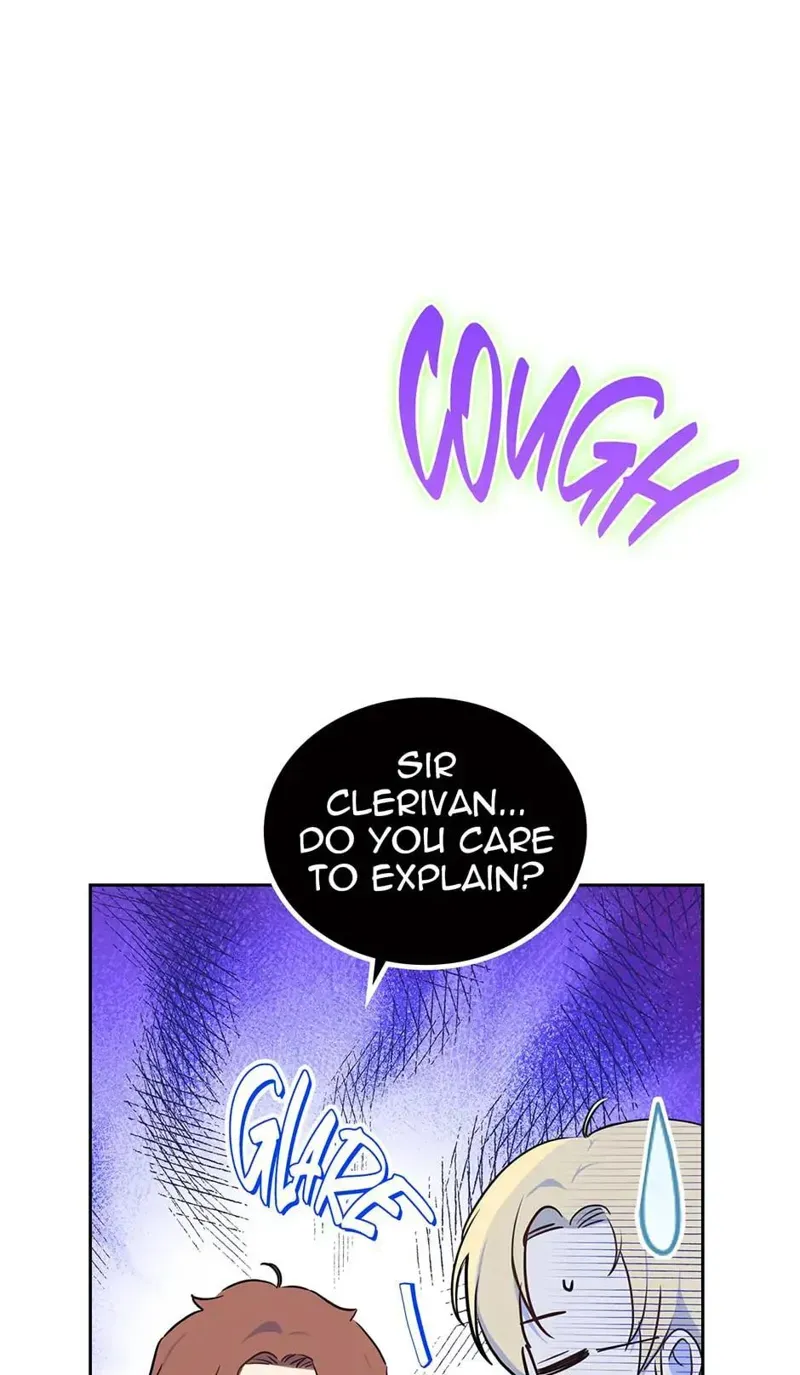 COUGH
SIR
CLERIVAN...
DO YOU CARE
TO EXPLAIN?
GLARE